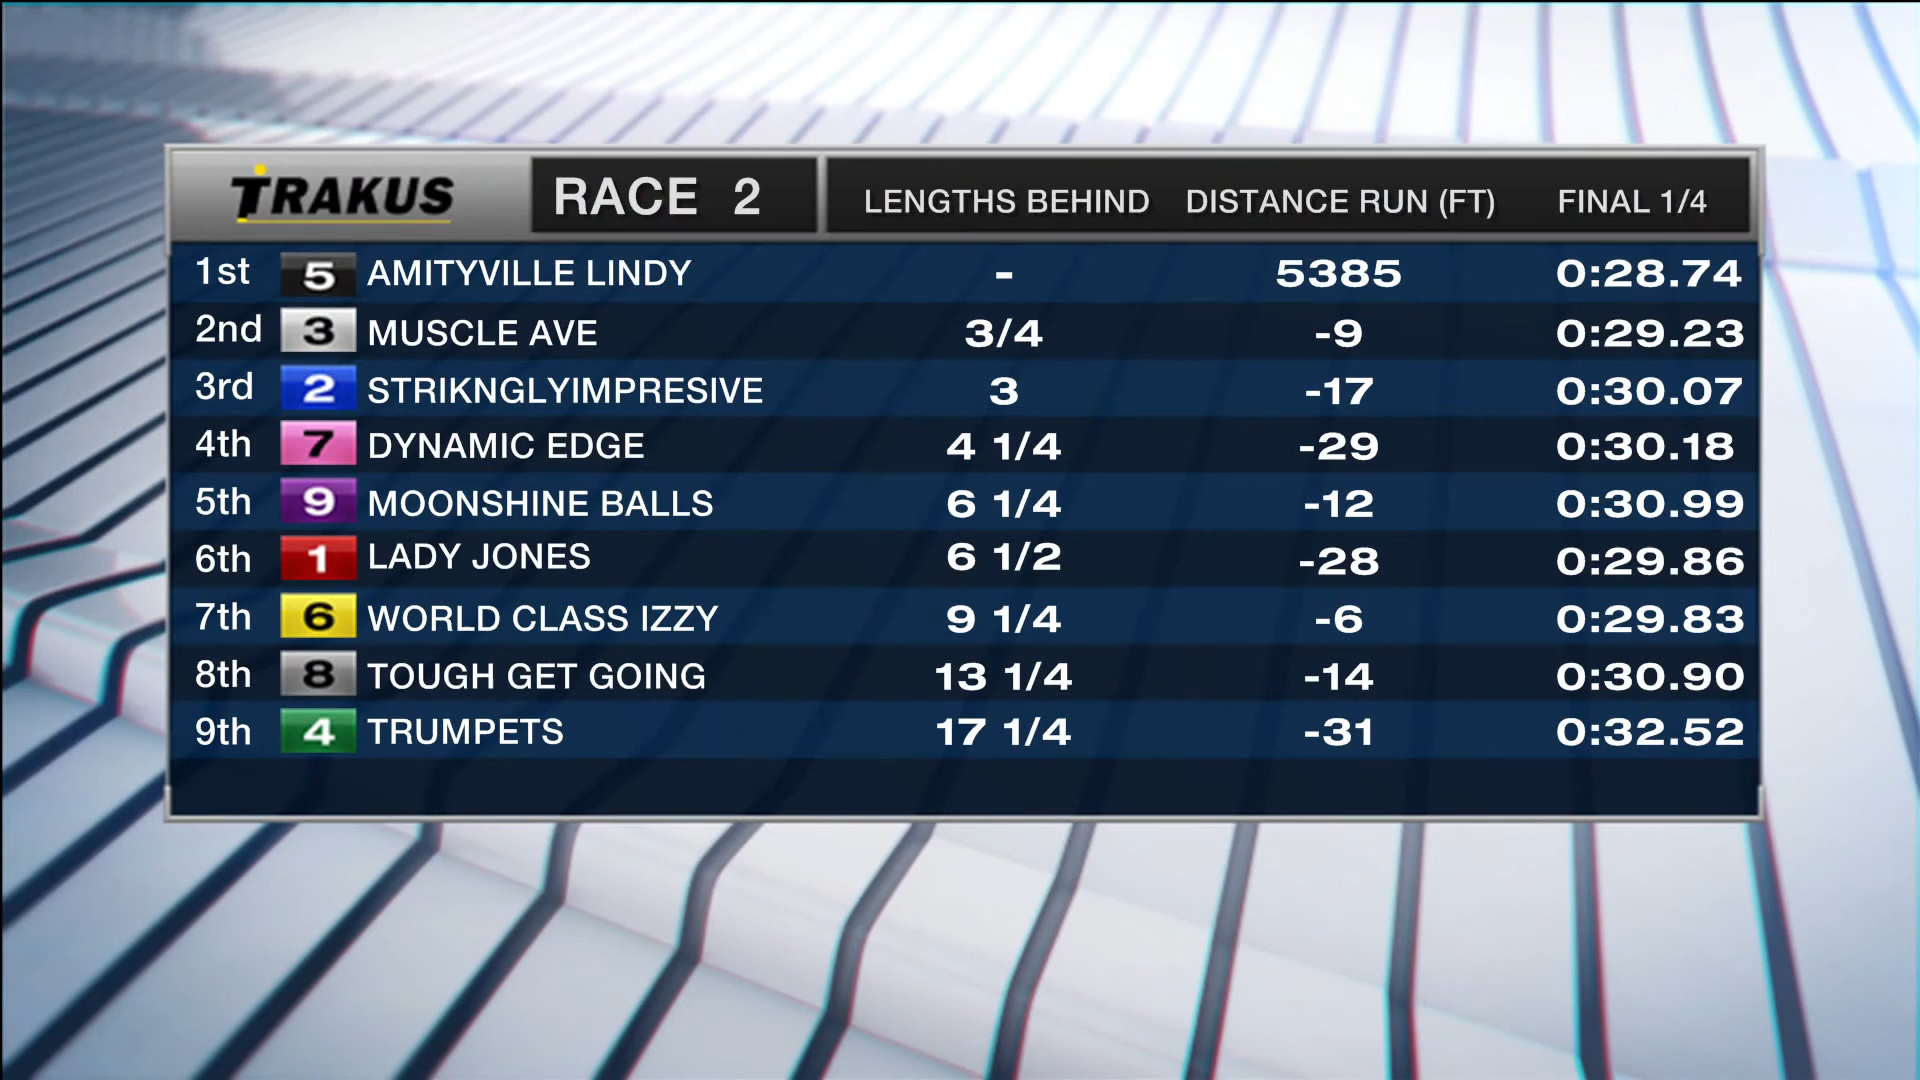 TRAKUS RACE 2 LENGTHS BEHIND DISTANCE RUN (FT) FINAL 1/4
1st 5 AMITYVILLE LINDY - 5385 0:28.74
2nd 3 MUSCLE AVE 3/4 -9 0:29.23
3rd 2 STRIKNGLYIMPRESIVE 3 -17 0:30.07
4th 7 DYNAMIC EDGE 4 1/4 -29 0:30.18
5th 9 MOONSHINE BALLS 6 1/4 -12 0:30.99
6th 1 LADY JONES 6 1/2 -28 0:29.86
7th 6 WORLD CLASS IZZY 9 1/4 -6 0:29.83
8th 8 TOUGH GET GOING 13 1/4 -14 0:30.90
9th 4 TRUMPETS 17 1/4 -31 0:32.52